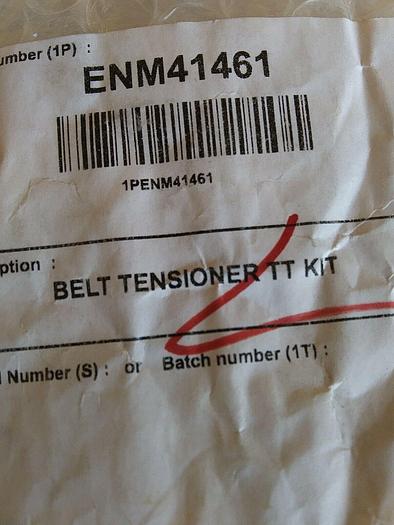 umber (1P) :
ENM41461
1PENM41461
ption :
BELT TENSIONER TT KIT
l Number (S) : or Batch number (1T) :